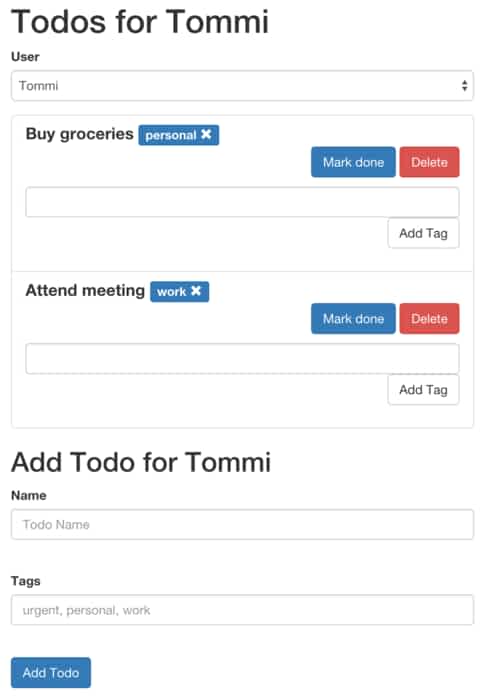 Todos for Tommi
User
Tommi
Buy groceries personal ✖
Mark done Delete
Add Tag
Attend meeting work ✖
Mark done Delete
Add Tag
Add Todo for Tommi
Name
Todo Name
Tags
urgent, personal, work
Add Todo